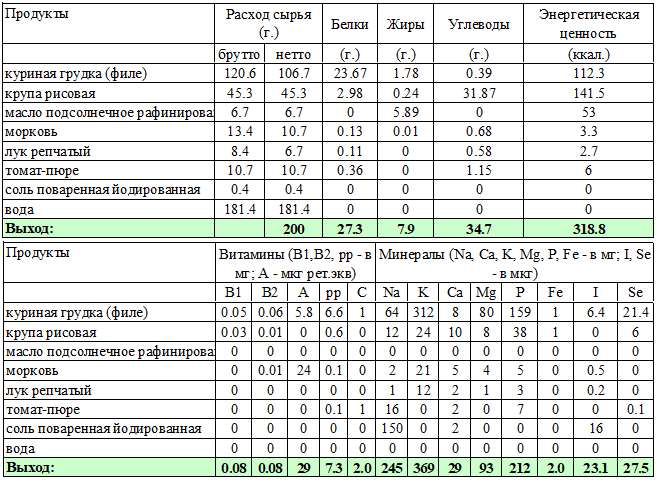 Продукты Расход сырья (г.) Белки Жиры Углеводы Энергетическая ценность
брутто нетто (г.) (г.) (г.) (ккал.)
куриная грудка (филе) 120.6 106.7 23.67 1.78 0.39 112.3
крупа рисовая 45.3 45.3 2.98 0.24 31.87 141.5
масло подсолнечное рафинирован 6.7 6.7 0 5.89 0 53
морковь 13.4 10.7 0.13 0.01 0.68 3.3
лук репчатый 8.4 6.7 0.11 0 0.58 2.7
томат-пюре 10.7 10.7 0.36 0 1.15 6
соль поваренная йодированная 0.4 0.4 0 0 0 0
вода 181.4 181.4 0 0 0 0
Выход: 200 27.3 7.9 34.7 318.8
Продукты Витамины (B1,B2, pp - в мг; A - мкг рет.экв) Минералы (Na, Ca, K, Mg, P, Fe - в мг; I, Se - в мкг)
B1 B2 A pp C Na K Ca Mg P Fe I Se
куриная грудка (филе) 0.05 0.06 5.8 6.6 1 64 312 8 80 159 1 6.4 21.4
крупа рисовая 0.03 0.01 0 0.6 0 12 24 10 8 38 1 0 6
масло подсолнечное рафинирован 0 0 0 0 0 0 0 0 0 0 0 0 0
морковь 0 0.01 24 0.1 0 2 21 5 4 5 0 0.5 0
лук репчатый 0 0 0 0 0 1 12 2 1 3 0 0.2 0
томат-пюре 0 0 0 0.1 1 16 0 2 0 7 0 0 0.1
соль поваренная йодированная 0 0 0 0 0 150 0 2 0 0 0 16 0
вода 0 0 0 0 0 0 0 0 0 0 0 0 0
Выход: 0.08 0.08 29 7.3 2.0 245 369 29 93 212 2.0 23.1 27.5